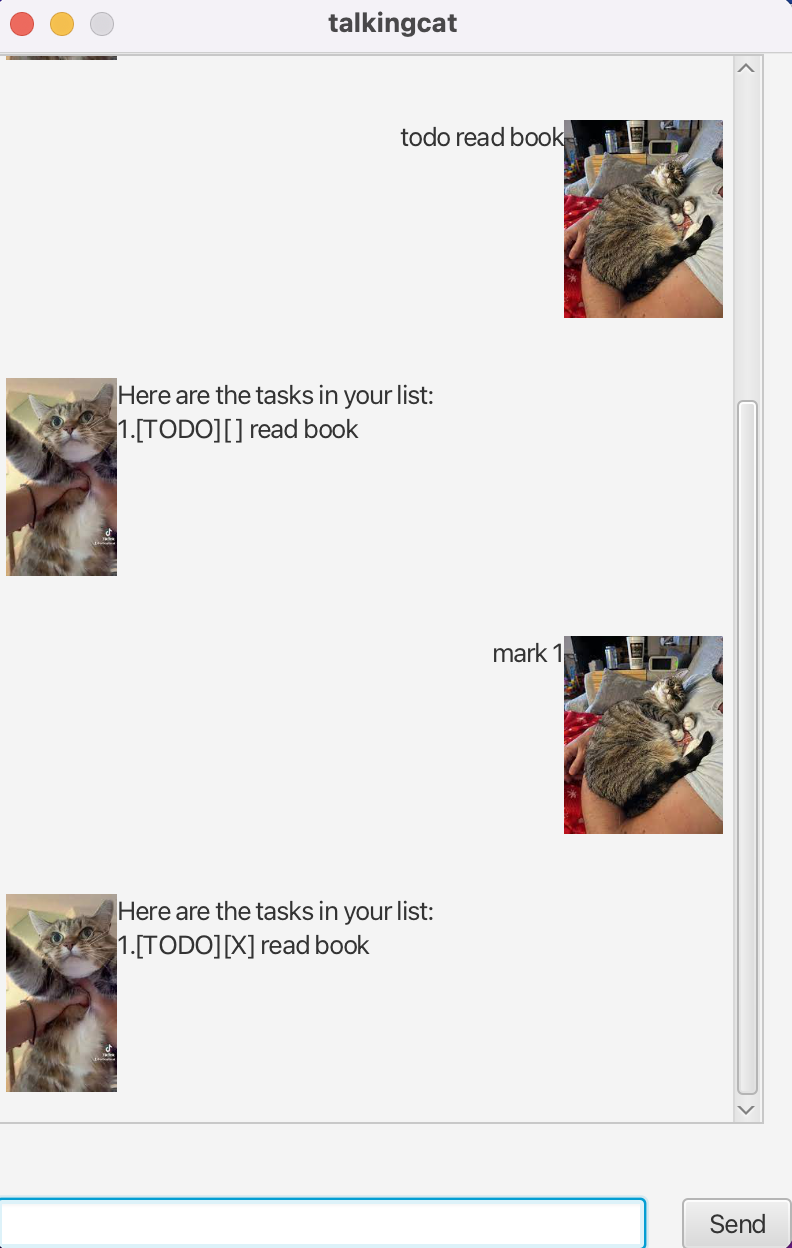 talkingcat
todo read book
Here are the tasks in your list:
1.[TODO][ ] read book
mark 1
Here are the tasks in your list:
1.[TODO][X] read book
Send